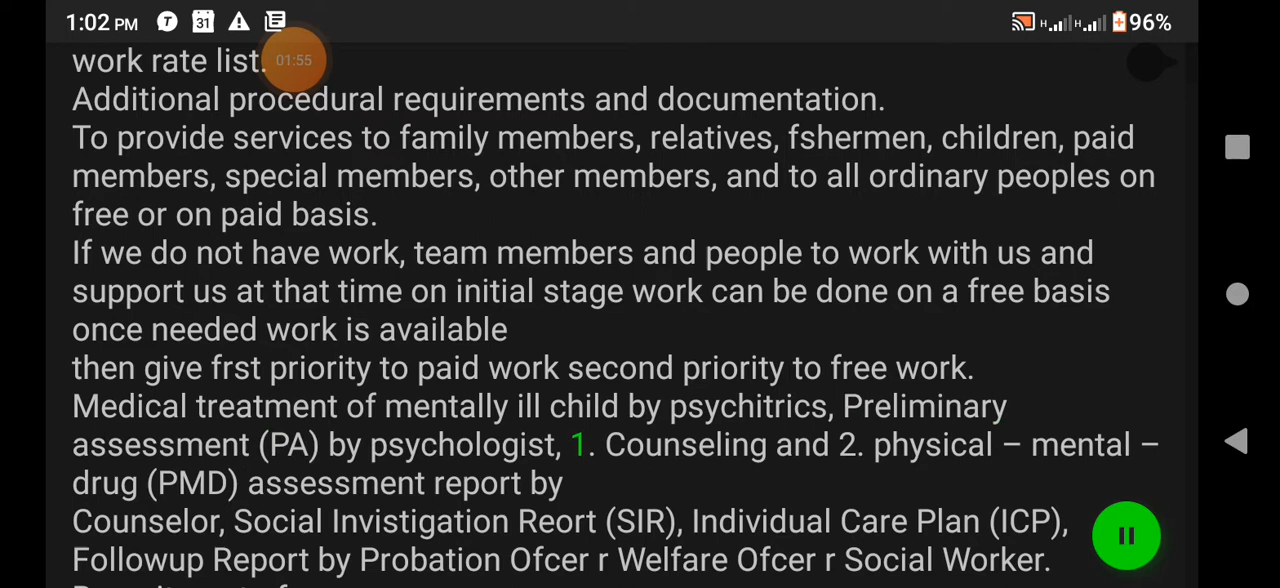 1:02 PM T 31 96%
work rate list.
01:55
Additional procedural requirements and documentation.
To provide services to family members, relatives, fshermen, children, paid
members, special members, other members, and to all ordinary peoples on
free or on paid basis.
If we do not have work, team members and people to work with us and
support us at that time on initial stage work can be done on a free basis
once needed work is available
then give frst priority to paid work second priority to free work.
Medical treatment of mentally ill child by psychitrics, Preliminary
assessment (PA) by psychologist, 1. Counseling and 2. physical – mental –
drug (PMD) assessment report by
Counselor, Social Invistigation Reort (SIR), Individual Care Plan (ICP),
Followup Report by Probation Ofcer r Welfare Ofcer r Social Worker.